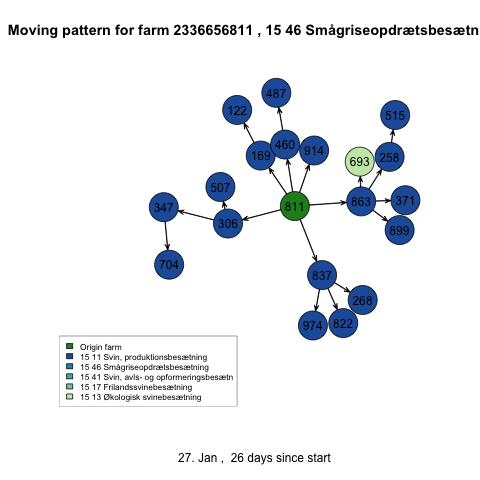 Moving pattern for farm 2336656811 , 15 46 Smågriseopdrætsbesætn
487
122
515
460
169
914
258
693
507
863
371
347
811
306
899
704
837
268
974
822
Origin farm
15 11 Svin, produktionsbesætning
15 46 Smågriseopdrætsbesætning
15 41 Svin, avls- og opformeringsbesætn
15 17 Frilandssvinebesætning
15 13 Økologisk svinebesætning
27. Jan ,  26 days since start